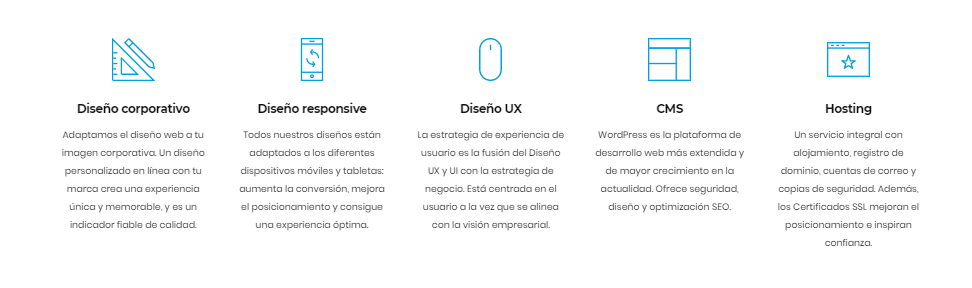 Diseño corporativo
Adaptamos el diseño web a tu
imagen corporativa. Un diseño
personalizado en línea con tu
marca crea una experiencia
única y memorable, y es un
indicador fiable de calidad.
Diseño responsive
Todos nuestros diseños están
adaptados a los diferentes
dispositivos móviles y tabletas:
aumenta la conversión, mejora
el posicionamiento y consigue
una experiencia óptima.
Diseño UX
La estrategia de experiencia de
usuario es la fusión del Diseño
UX y UI con la estrategia de
negocio. Está centrada en el
usuario a la vez que se alinea
con la visión empresarial.
CMS
WordPress es la plataforma de
desarrollo web más extendida y
de mayor crecimiento en la
actualidad. Ofrece seguridad,
diseño y optimización SEO.
Hosting
Un servicio integral con
alojamiento, registro de
dominio, cuentas de correo y
copias de seguridad. Además,
los Certificados SSL mejoran el
posicionamiento e inspiran
confianza.